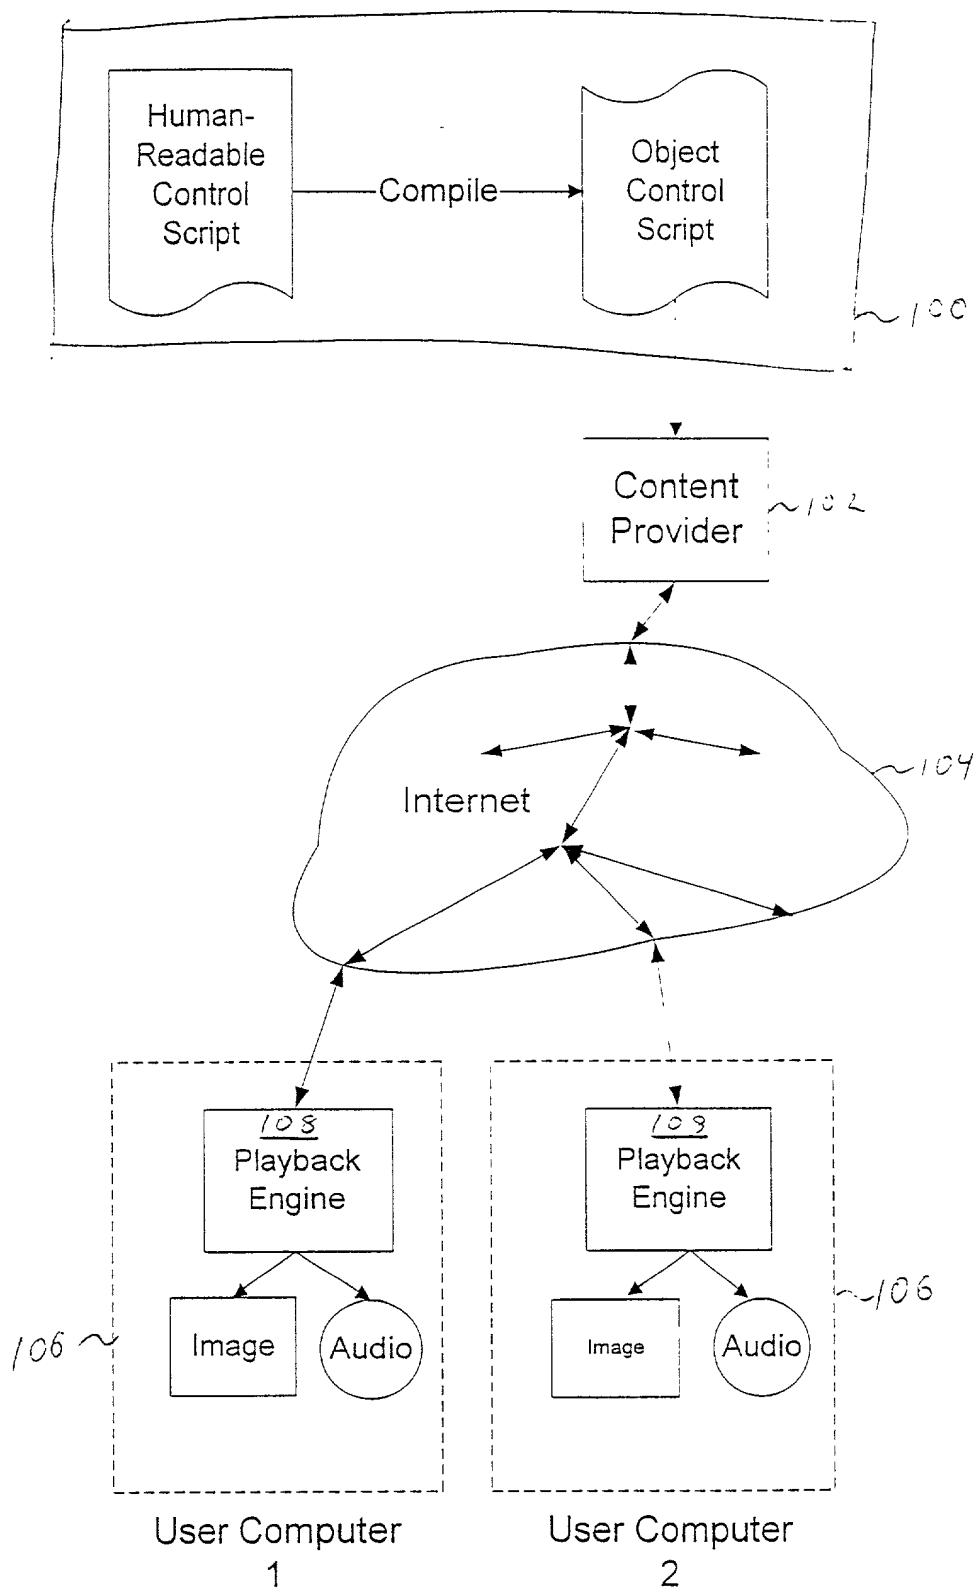 Human-
Readable
Control
Script
Compile
Object
Control
Script
100
Content
Provider
102
104
Internet
108
Playback
Engine
108
Playback
Engine
106
Image
Audio
Image
Audio
106
User Computer
1
User Computer
2